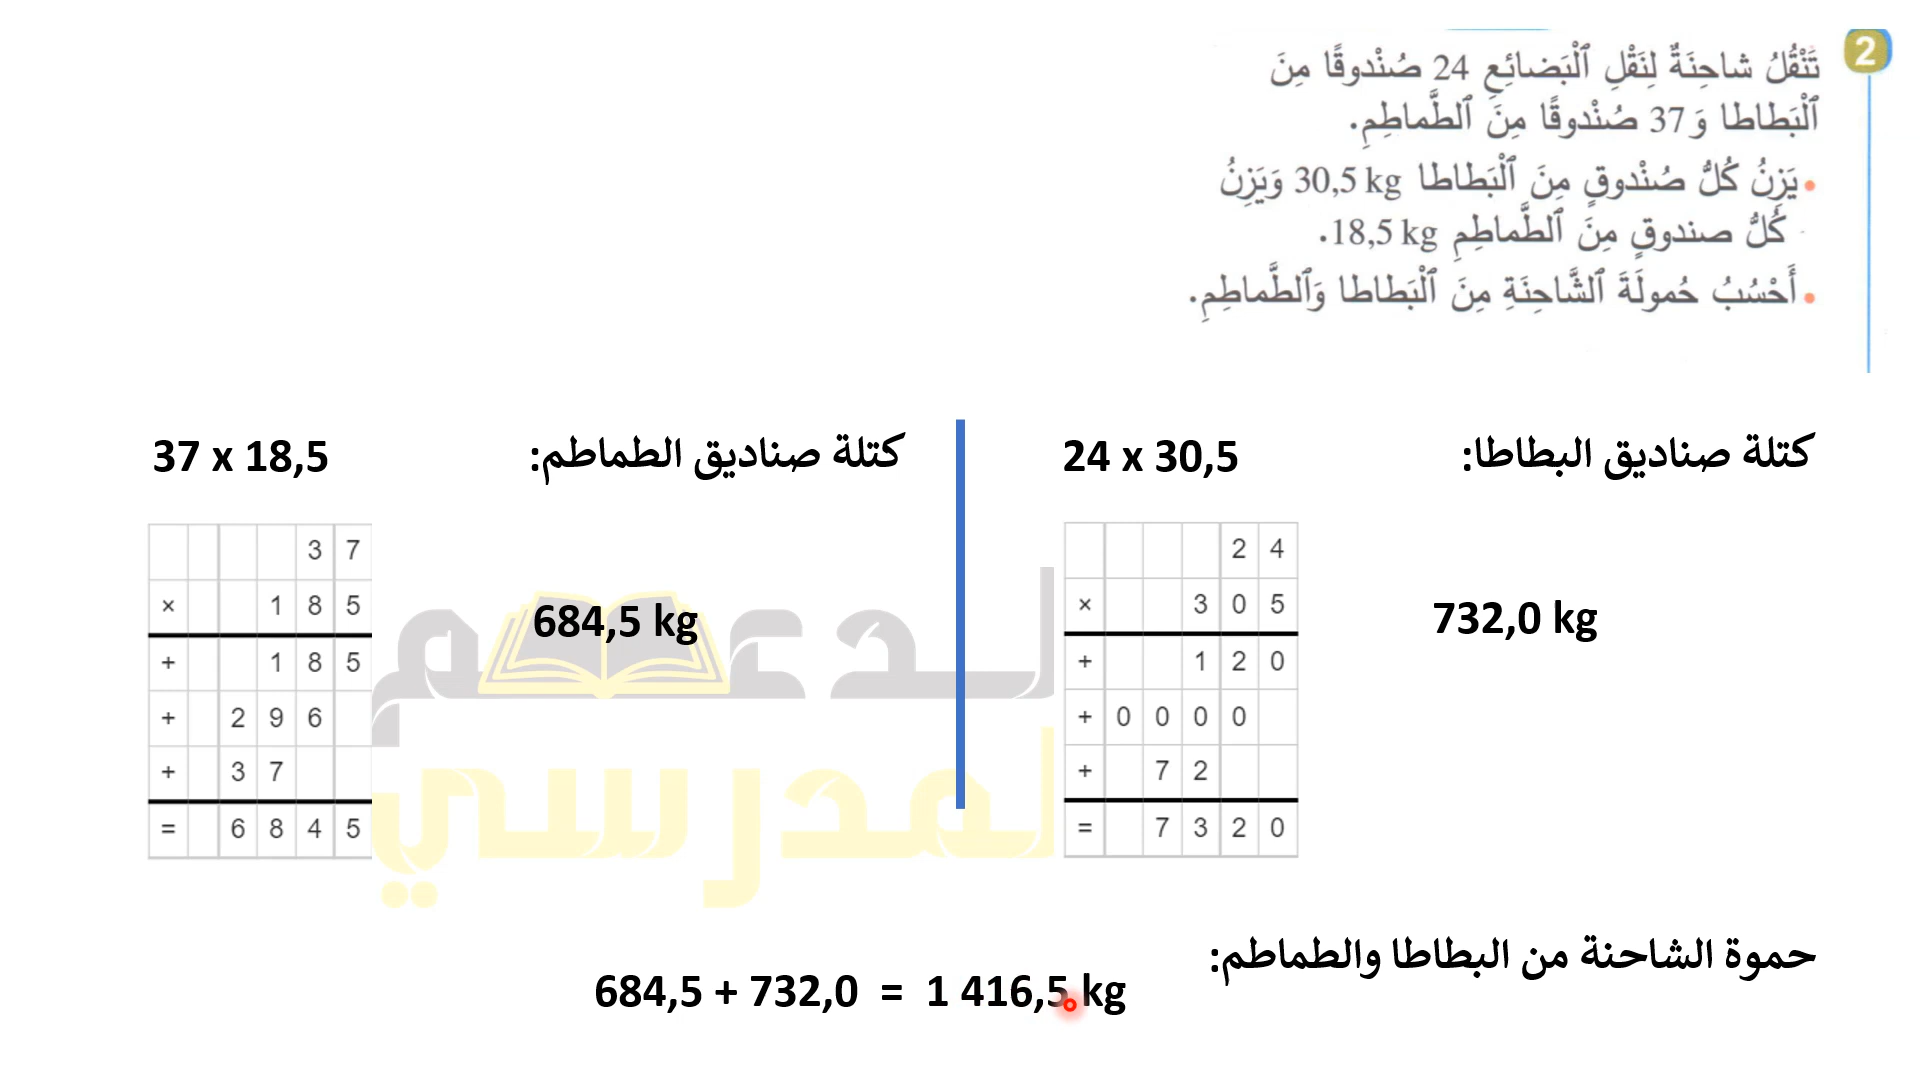 2
تَنْقُلُ شاحِنَةٌ لِنَقْلِ ٱلْبَضائِعِ 24 صُنْدوقًا مِنَ
ٱلْبَطاطا وَ 37 صُنْدوقًا مِنَ ٱلطَّماطِمِ.
• يَزِنُ كُلُّ صُنْدوقٍ مِنَ ٱلْبَطاطا 30,5 kg وَيَزِنُ
كُلُّ صندوقٍ مِنَ ٱلطَّماطِمِ 18,5 kg.
• أَحْسُبُ حُمولَةَ ٱلشَّاحِنَةِ مِنَ ٱلْبَطاطا وَٱلطَّماطِمِ.
كتلة صناديق البطاطا:
24 x 30,5
2 4
× 3 0 5
+ 1 2 0
+ 0 0 0 0
+ 7 2
= 7 3 2 0
732,0 kg
كتلة صناديق الطماطم:
37 x 18,5
3 7
× 1 8 5
+ 1 8 5
+ 2 9 6
+ 3 7
= 6 8 4 5
684,5 kg
لدعم
لمدرسي
حموة الشاحنة من البطاطا والطماطم:
684,5 + 732,0 = 1 416,5 kg